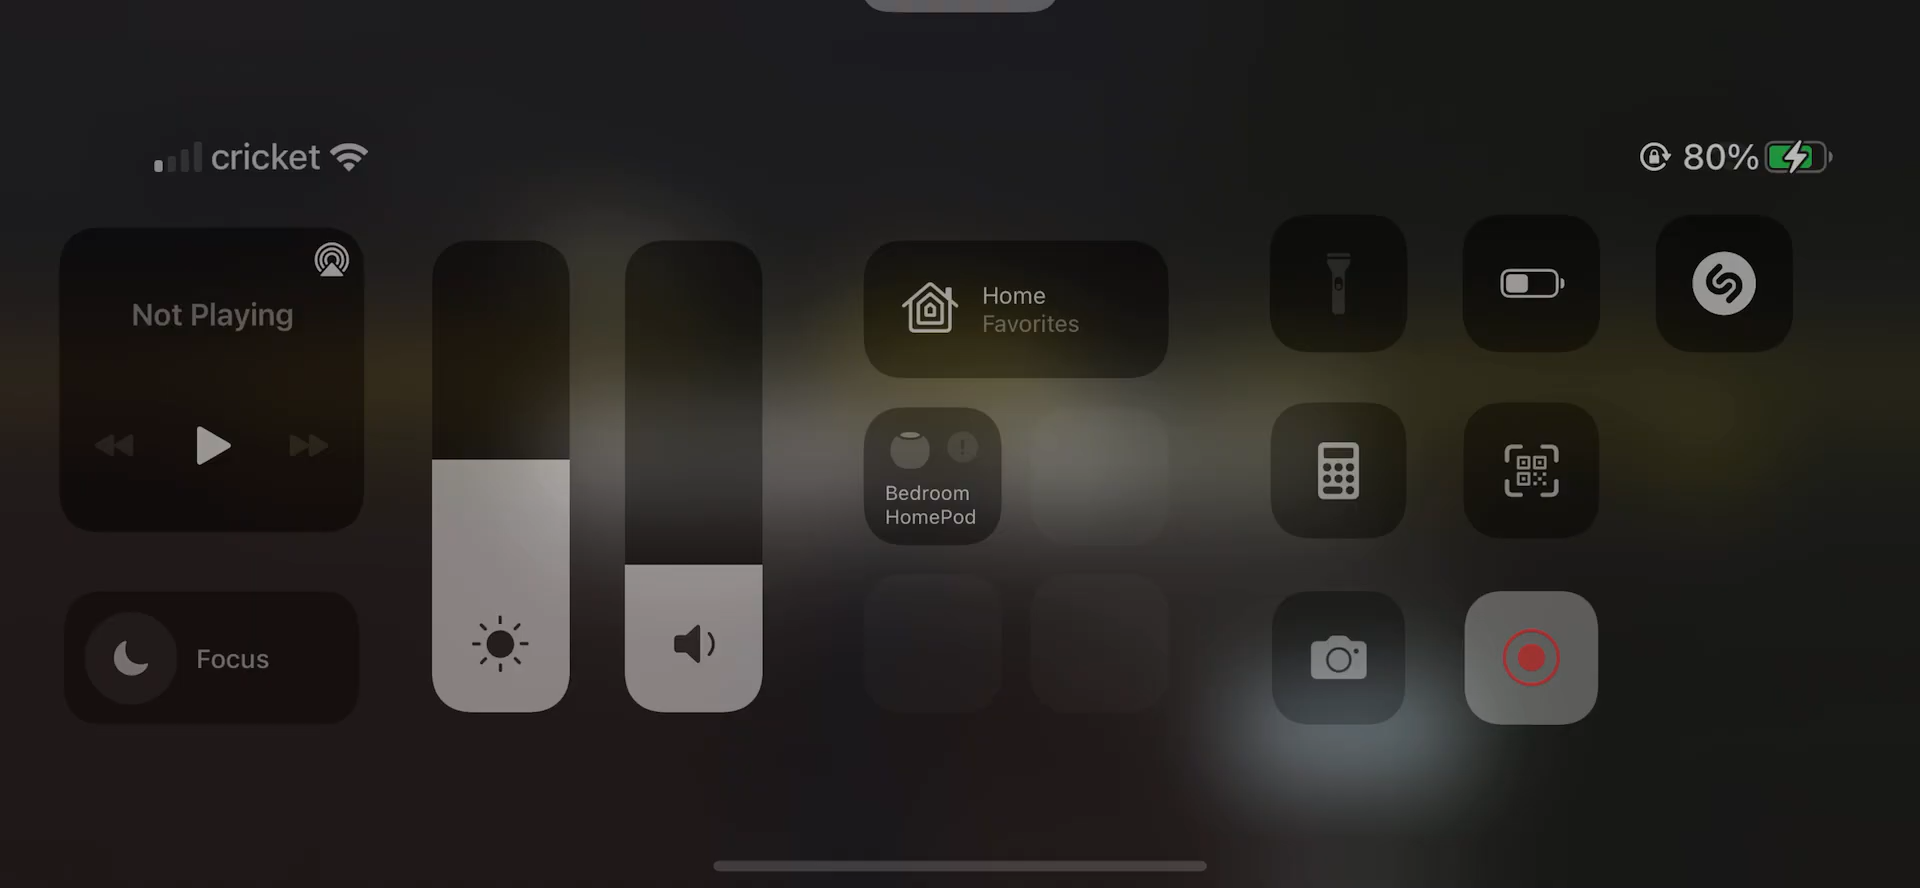 cricket
80%
Not Playing
Home
Favorites
Bedroom
HomePod
Focus